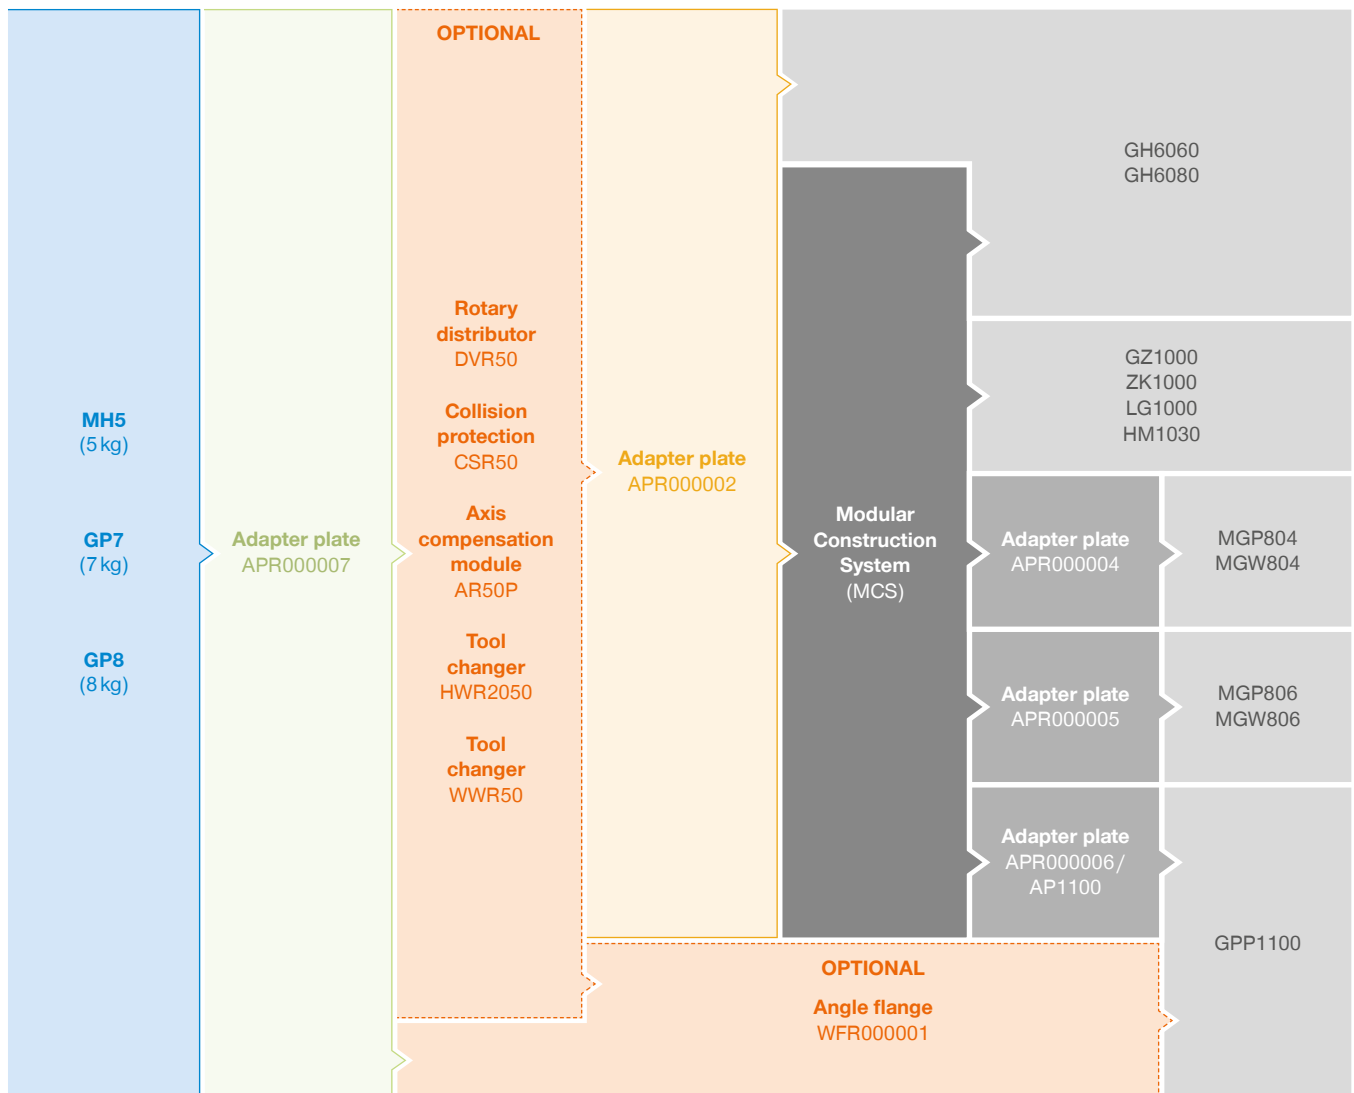 MH5
(5 kg)
GP7
(7 kg)
GP8
(8 kg)
Adapter plate
APR000007
OPTIONAL
Rotary
distributor
DVR50
Collision
protection
CSR50
Axis
compensation
module
AR50P
Tool
changer
HWR2050
Tool
changer
WWR50
Adapter plate
APR000002
Modular
Construction
System
(MCS)
GH6060
GH6080
GZ1000
ZK1000
LG1000
HM1030
Adapter plate
APR000004
MGP804
MGW804
Adapter plate
APR000005
MGP806
MGW806
Adapter plate
APR000006 /
AP1100
GPP1100
OPTIONAL
Angle flange
WFR000001